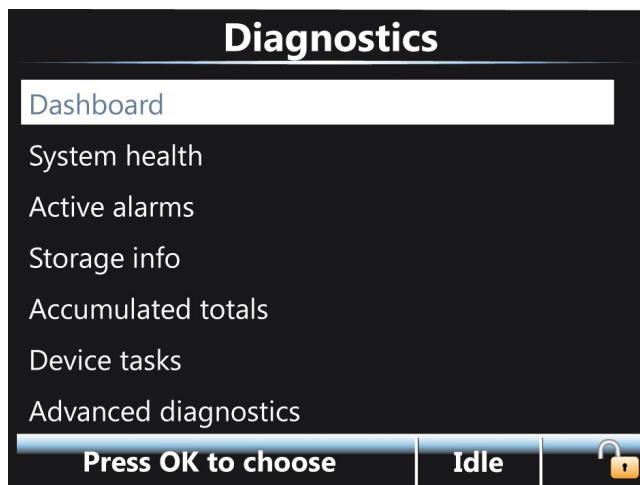 Diagnostics
Dashboard
System health
Active alarms
Storage info
Accumulated totals
Device tasks
Advanced diagnostics
Press OK to choose Idle